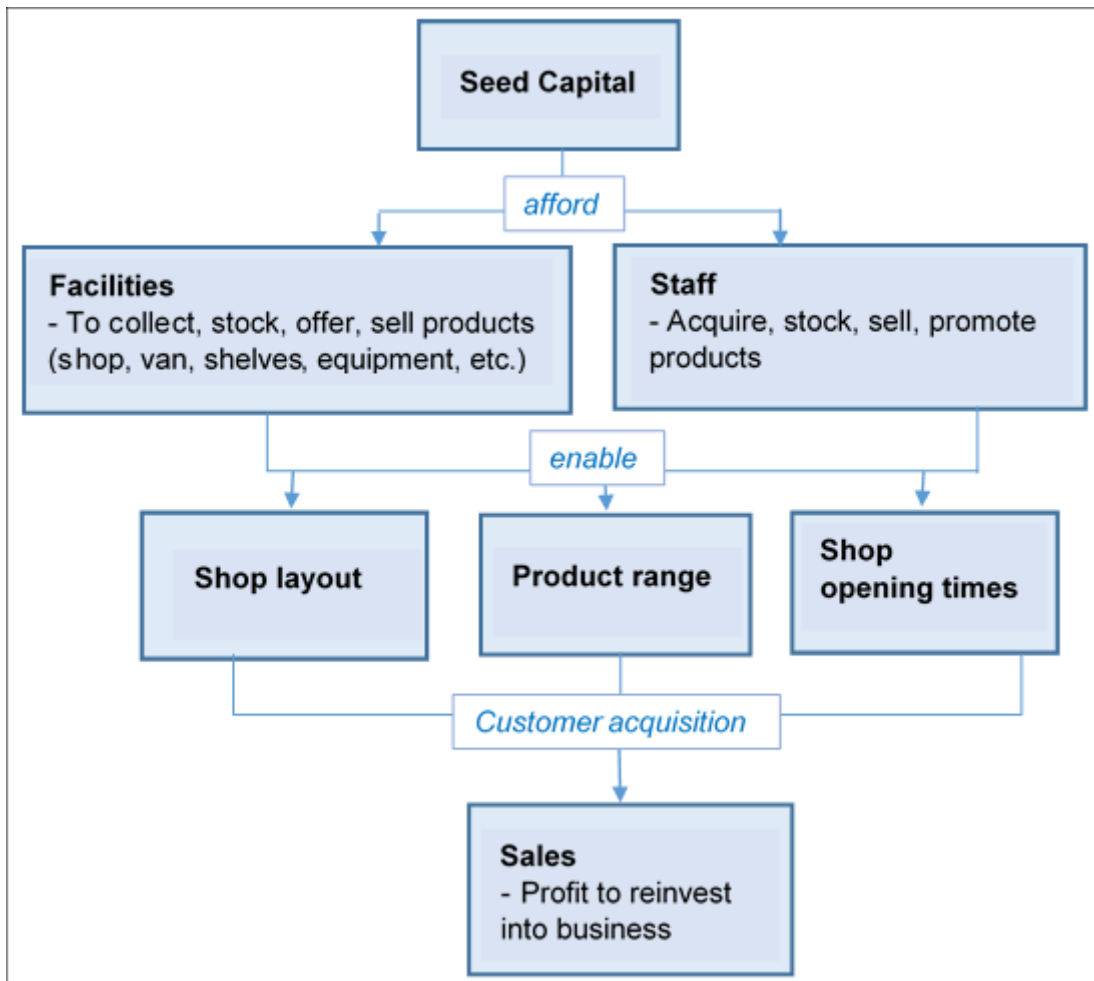 Seed Capital
afford
Facilities
- To collect, stock, offer, sell products
(shop, van, shelves, equipment, etc.)
Staff
- Acquire, stock, sell, promote
products
enable
Shop layout
Product range
Shop
opening times
Customer acquisition
Sales
- Profit to reinvest
into business